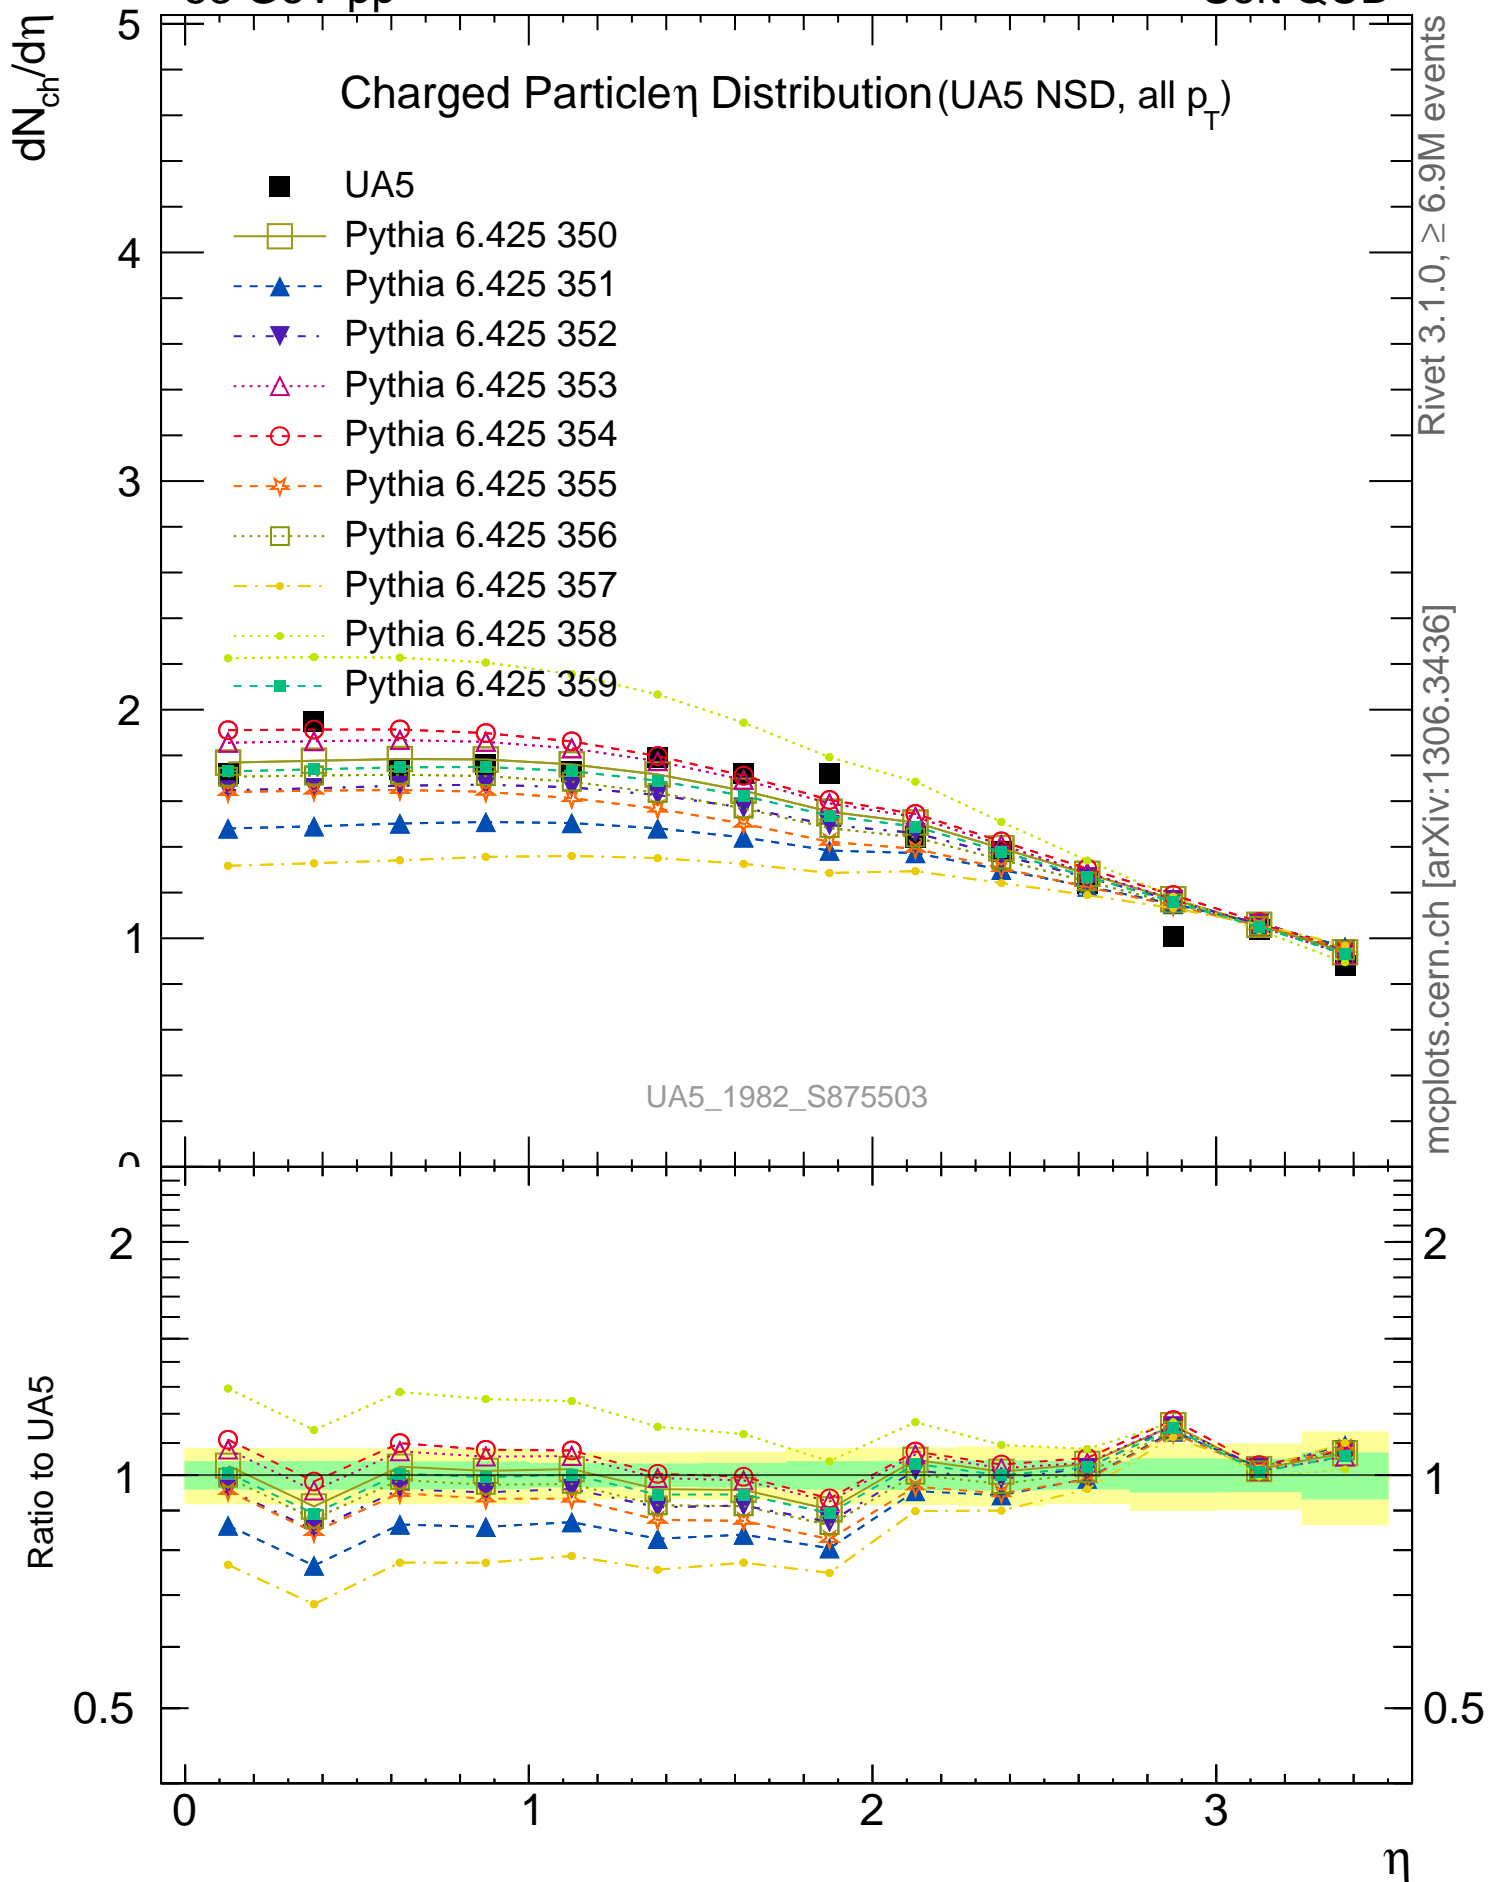 dN_ch/dη
Charged Particle η Distribution (UA5 NSD, all p_T)
UA5
Pythia 6.425 350
Pythia 6.425 351
Pythia 6.425 352
Pythia 6.425 353
Pythia 6.425 354
Pythia 6.425 355
Pythia 6.425 356
Pythia 6.425 357
Pythia 6.425 358
Pythia 6.425 359
5
4
3
2
1
0
UA5_1982_S875503
Rivet 3.1.0, ≥ 6.9M events
mcplots.cern.ch [arXiv:1306.3436]
Ratio to UA5
2
1
0.5
2
1
0.5
0
1
2
3
η